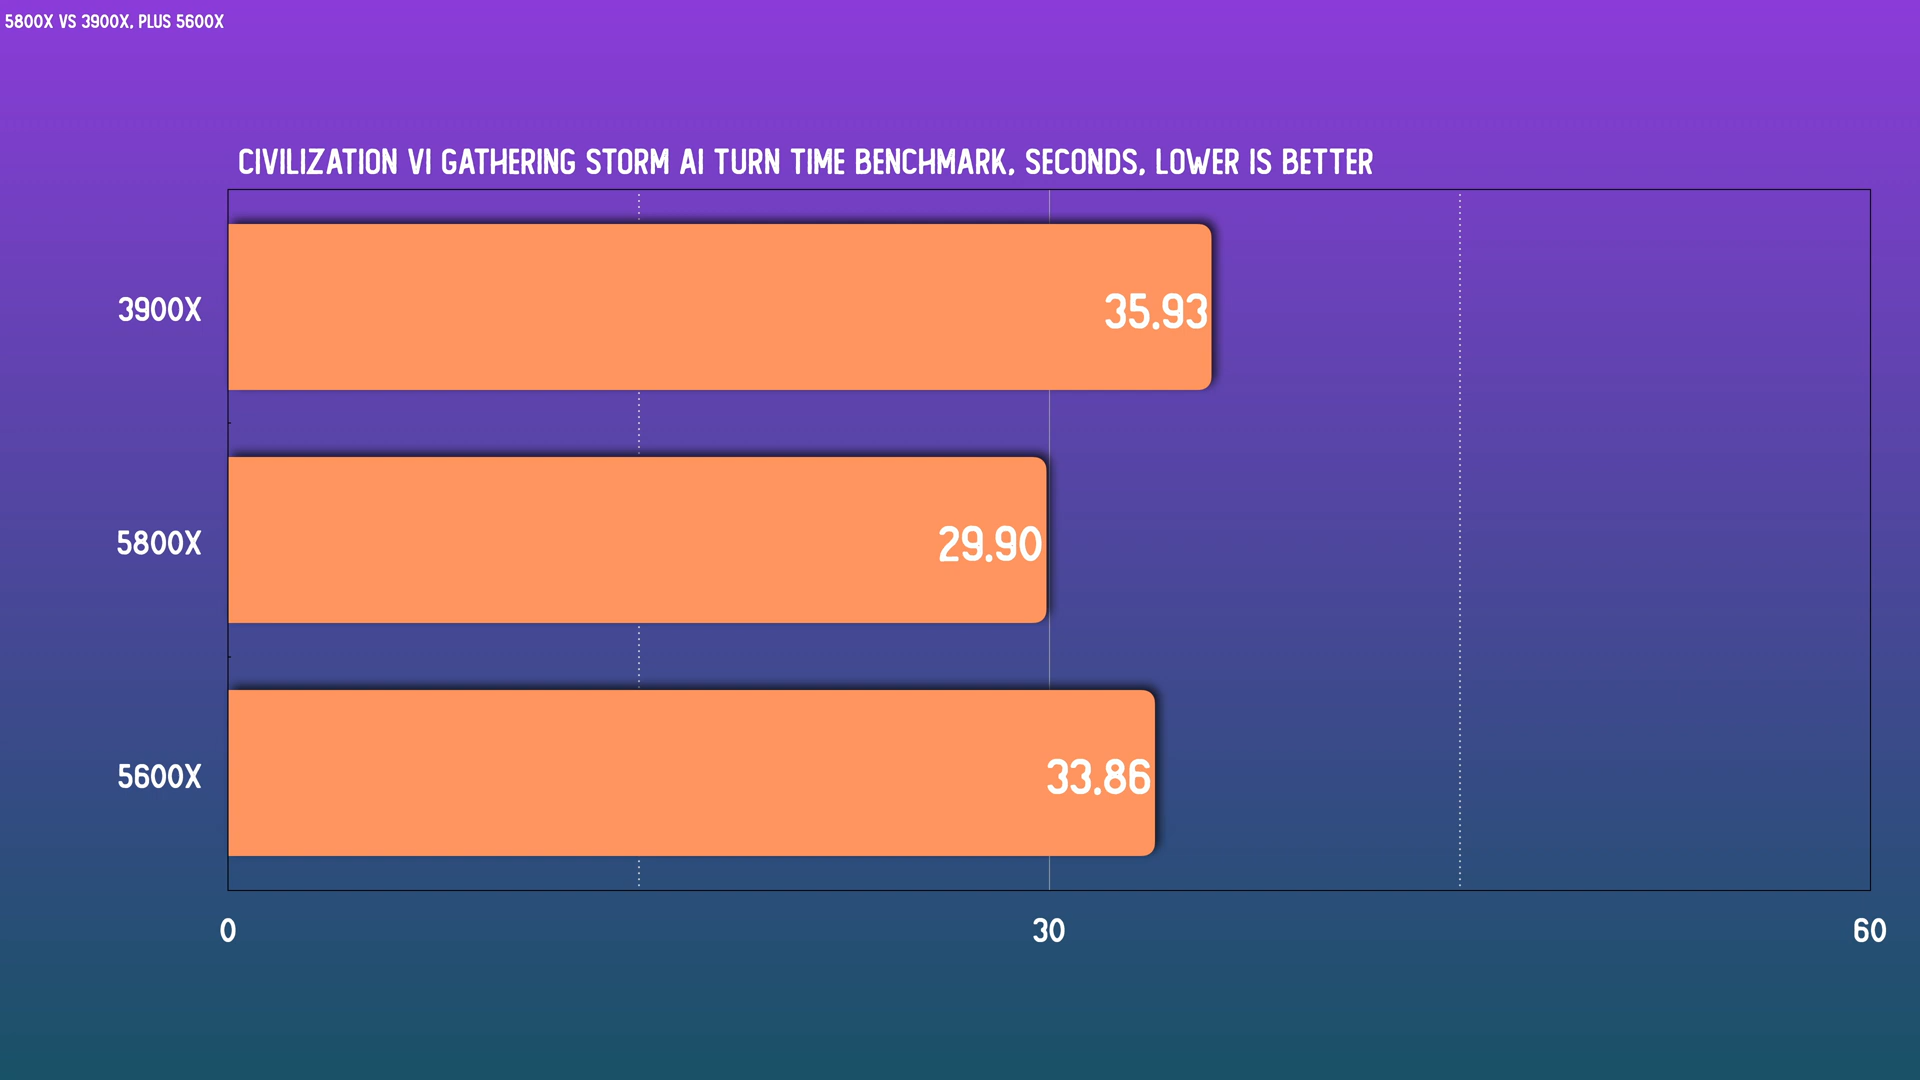 5800X VS 3900X, PLUS 5600X
CIVILIZATION VI GATHERING STORM AI TURN TIME BENCHMARK, SECONDS, LOWER IS BETTER
3900X
35.93
5800X
29.90
5600X
33.86
0 30 60